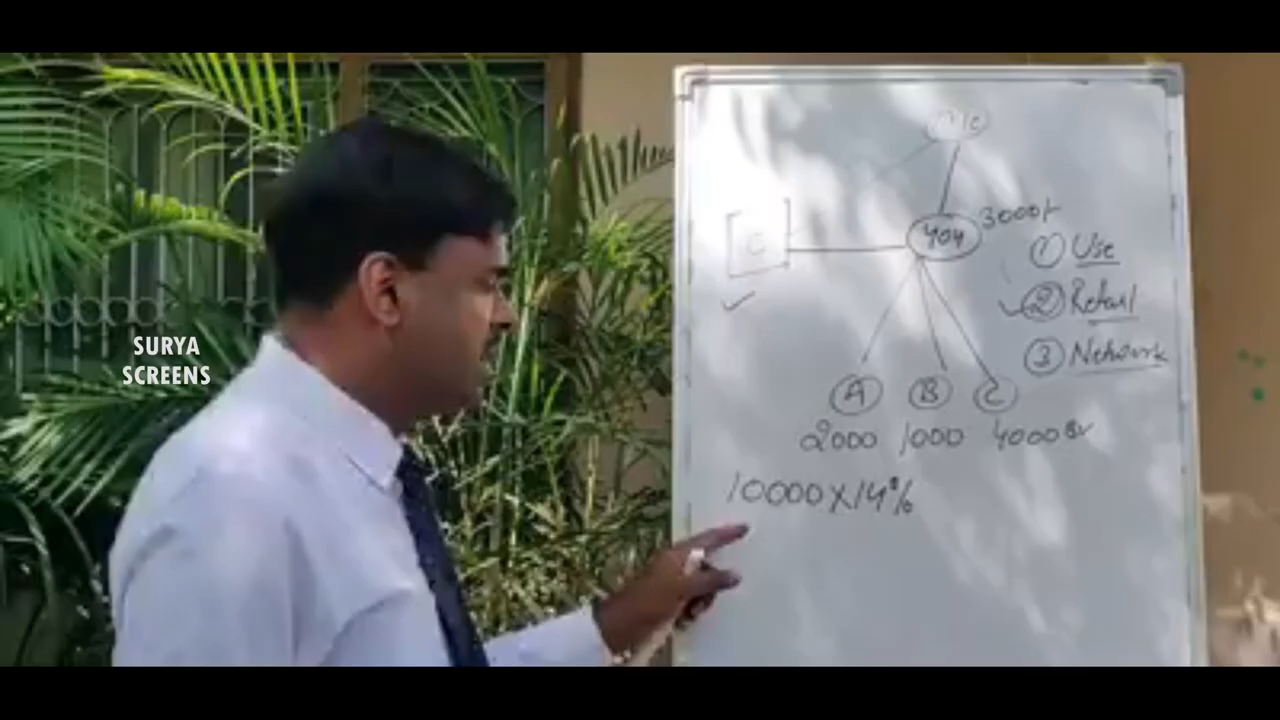 C
YOU
3000/-
① Use
② Retail
③ Network
A B C
2000 1000 4000
10000 X 14%
SURYA
SCREENS